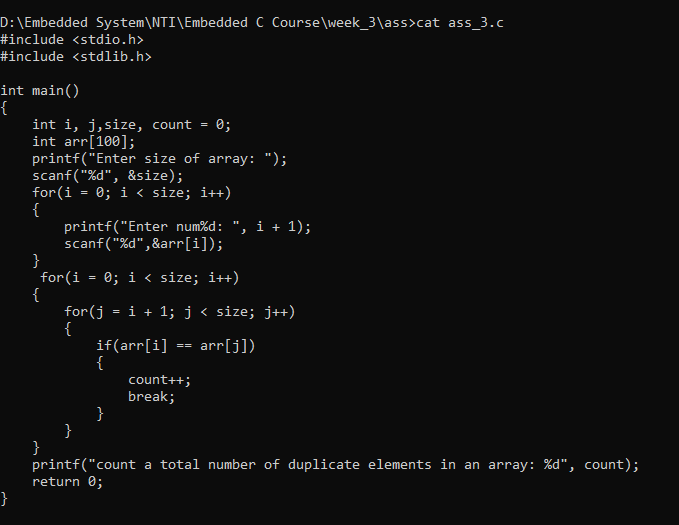 D:\Embedded System\NTI\Embedded C Course\week_3\ass>cat ass_3.c
#include <stdio.h>
#include <stdlib.h>

int main()
{
    int i, j,size, count = 0;
    int arr[100];
    printf("Enter size of array: ");
    scanf("%d", &size);
    for(i = 0; i < size; i++)
    {
        printf("Enter num%d: ", i + 1);
        scanf("%d",&arr[i]);
    }
     for(i = 0; i < size; i++)
    {
        for(j = i + 1; j < size; j++)
        {
            if(arr[i] == arr[j])
            {
                count++;
                break;
            }
        }
    }
    printf("count a total number of duplicate elements in an array: %d", count);
    return 0;
}